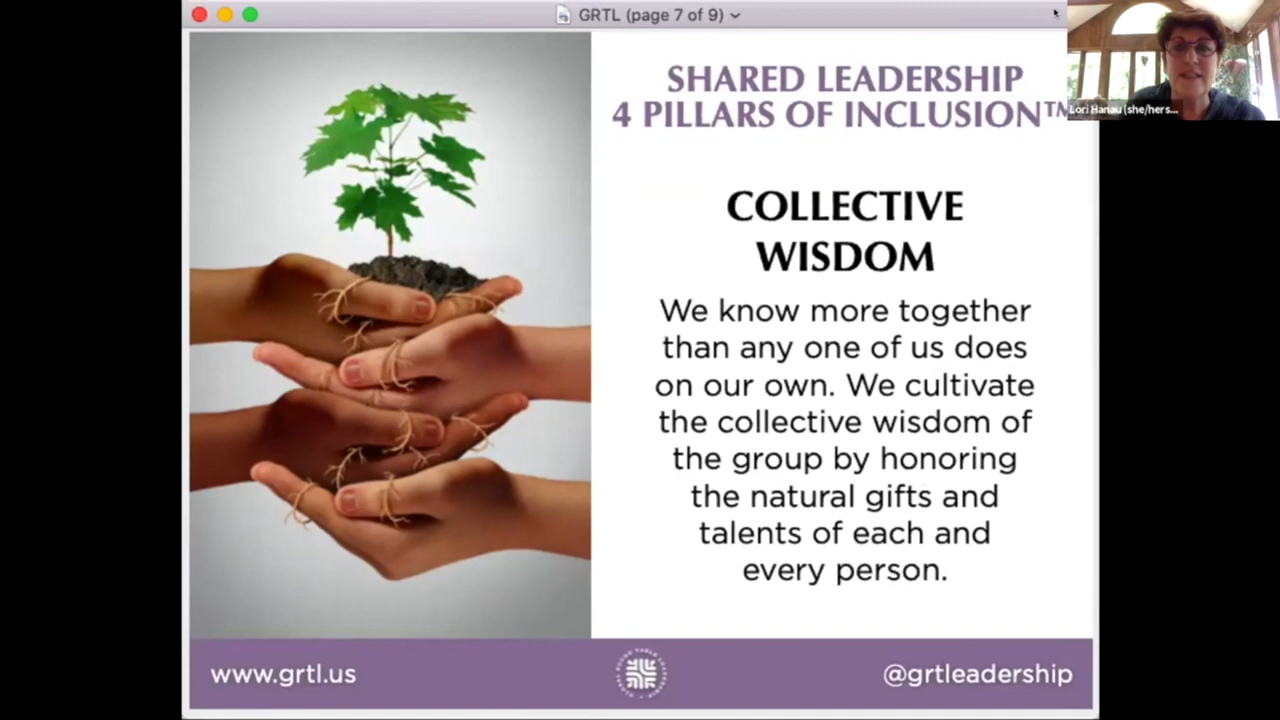 GRTL (page 7 of 9)
Lori Hanau (she/hers...
SHARED LEADERSHIP
4 PILLARS OF INCLUSION™
COLLECTIVE
WISDOM
We know more together
than any one of us does
on our own. We cultivate
the collective wisdom of
the group by honoring
the natural gifts and
talents of each and
every person.
www.grtl.us
@grtleadership